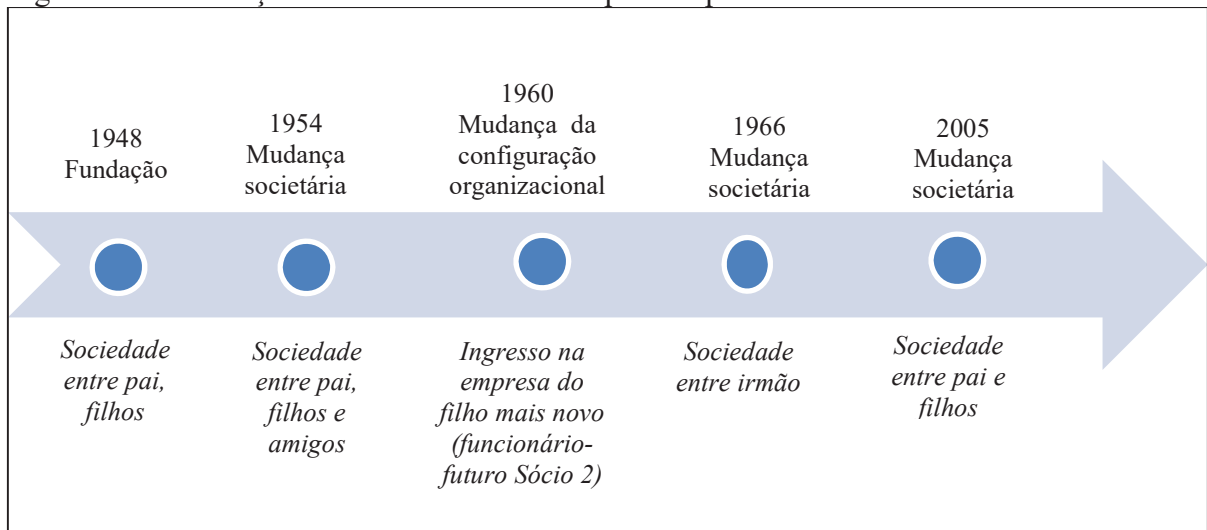 1948
Fundação
1954
Mudança
societária
1960
Mudança da
configuração
organizacional
1966
Mudança
societária
2005
Mudança
societária
Sociedade
entre pai,
filhos
Sociedade
entre pai,
filhos e
amigos
Ingresso na
empresa do
filho mais novo
(funcionário-
futuro Sócio 2)
Sociedade
entre irmão
Sociedade
entre pai e
filhos